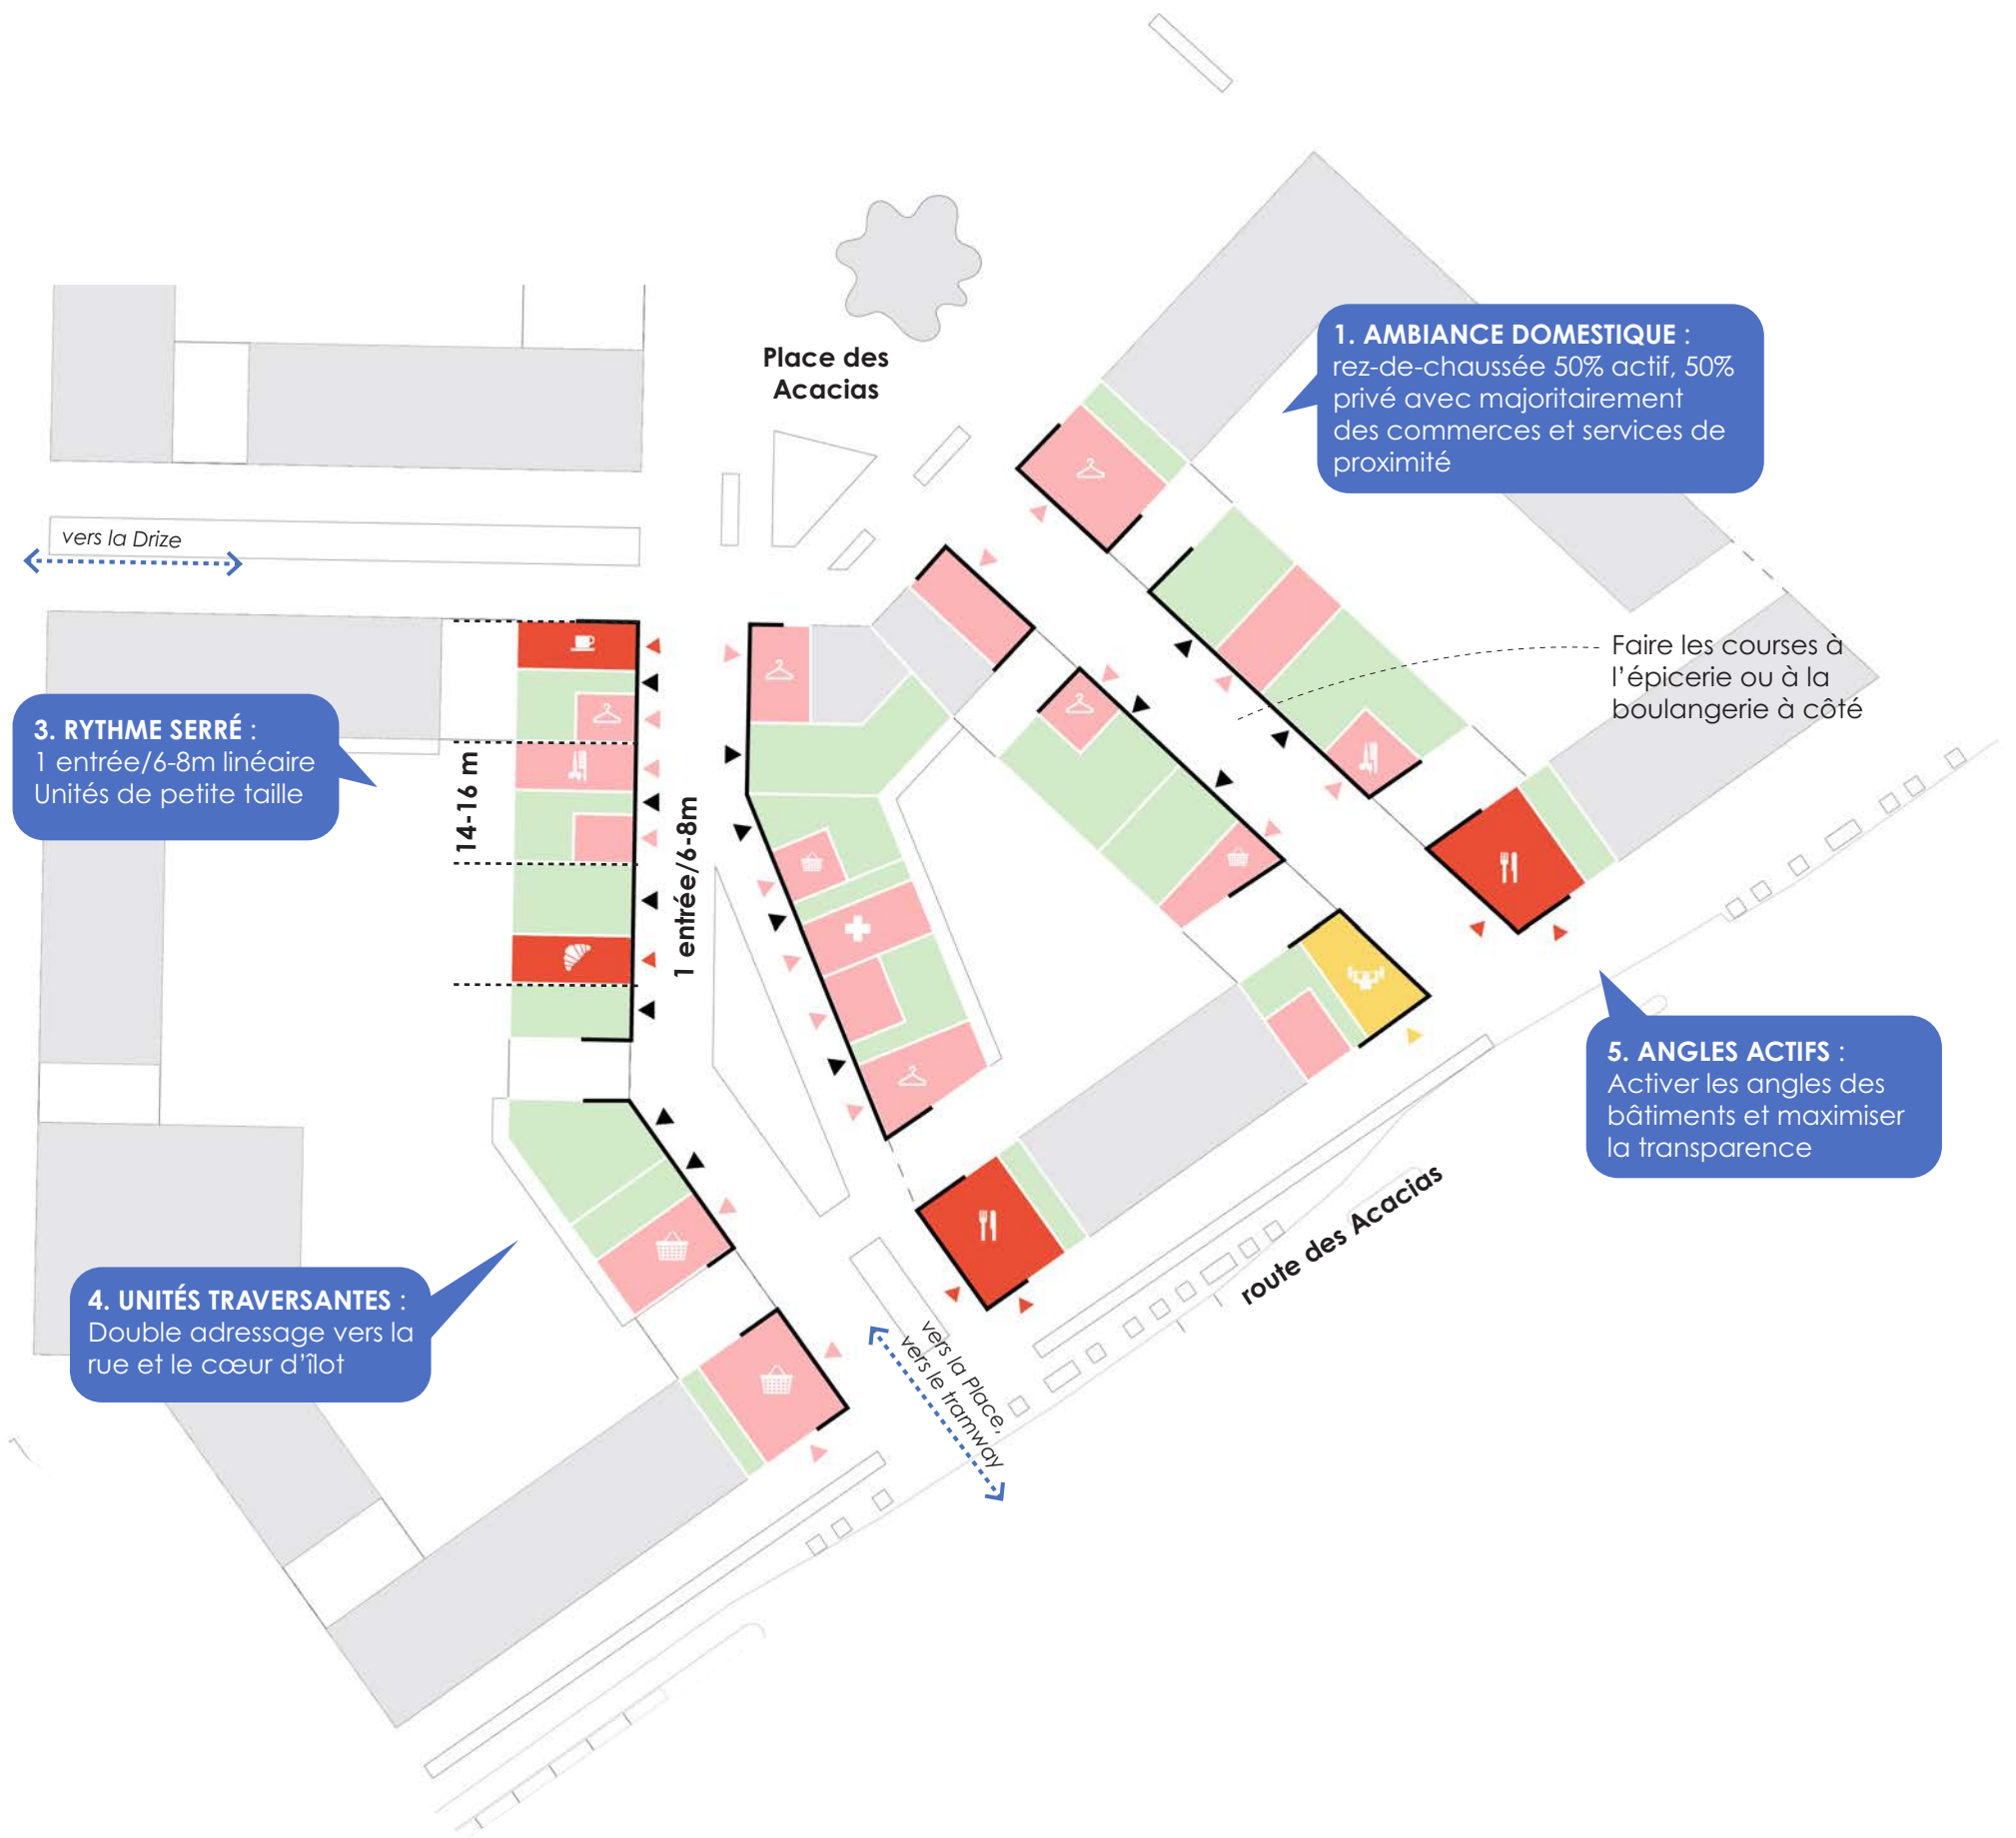 Place des
Acacias
1. AMBIANCE DOMESTIQUE :
rez-de-chaussée 50% actif, 50%
privé avec majoritairement
des commerces et services de
proximité
vers la Drize
Faire les courses à
l'épicerie ou à la
boulangerie à côté
3. RYTHME SERRÉ :
1 entrée/6-8m linéaire
Unités de petite taille
14-16 m
1 entrée/6-8m
5. ANGLES ACTIFS :
Activer les angles des
bâtiments et maximiser
la transparence
route des Acacias
4. UNITÉS TRAVERSANTES :
Double adressage vers la
rue et le cœur d'îlot
vers la Place,
vers le tramway